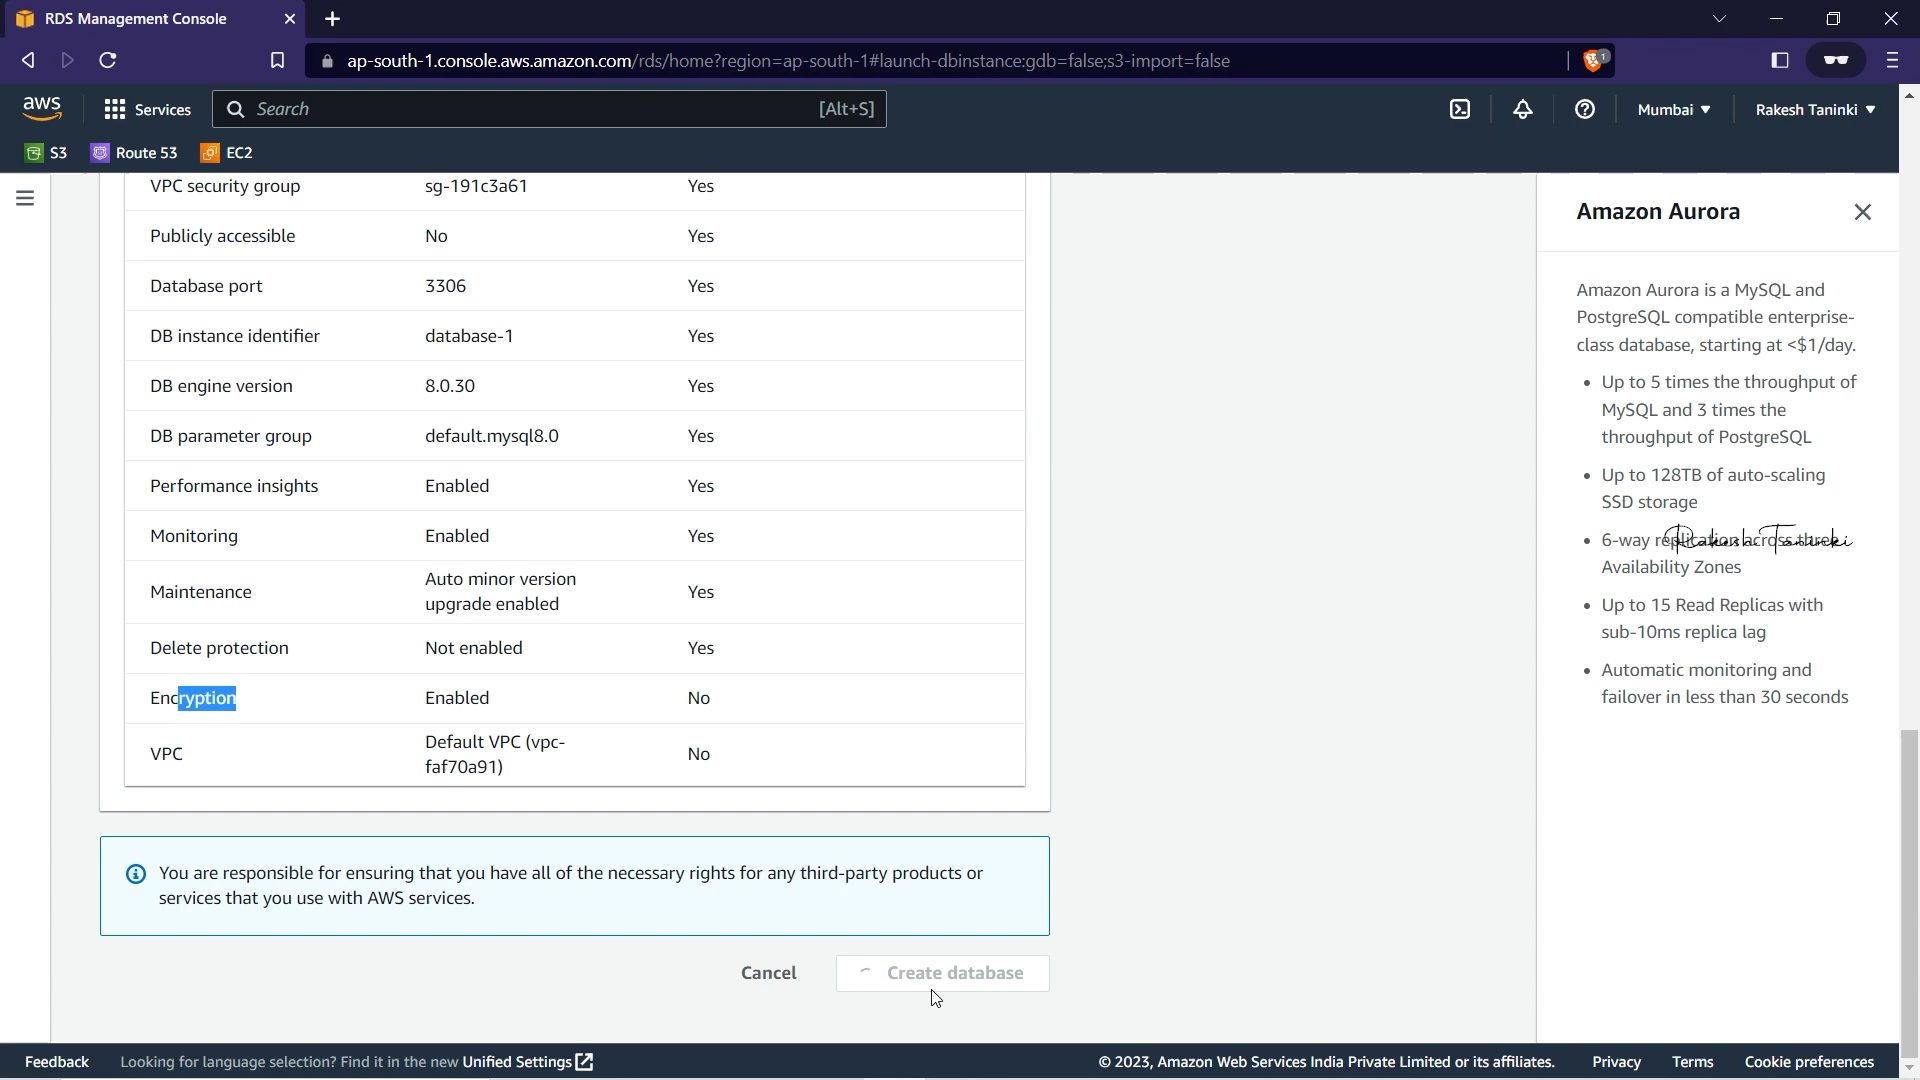 RDS Management Console
ap-south-1.console.aws.amazon.com/rds/home?region=ap-south-1#launch-dbinstance:gdb=false;s3-import=false
1
aws
Services
Search
[Alt+S]
Mumbai
Rakesh Taninki
S3
Route 53
EC2
VPC security group sg-191c3a61 Yes
Publicly accessible No Yes
Database port 3306 Yes
DB instance identifier database-1 Yes
DB engine version 8.0.30 Yes
DB parameter group default.mysql8.0 Yes
Performance insights Enabled Yes
Monitoring Enabled Yes
Maintenance Auto minor version upgrade enabled Yes
Delete protection Not enabled Yes
Encryption Enabled No
VPC Default VPC (vpc-faf70a91) No
You are responsible for ensuring that you have all of the necessary rights for any third-party products or
services that you use with AWS services.
Cancel
Create database
Amazon Aurora
Amazon Aurora is a MySQL and
PostgreSQL compatible enterprise-
class database, starting at <$1/day.
Up to 5 times the throughput of
MySQL and 3 times the
throughput of PostgreSQL
Up to 128TB of auto-scaling
SSD storage
6-way replication across three
Rakesh Taninki
Availability Zones
Up to 15 Read Replicas with
sub-10ms replica lag
Automatic monitoring and
failover in less than 30 seconds
Feedback
Looking for language selection? Find it in the new Unified Settings
© 2023, Amazon Web Services India Private Limited or its affiliates.
Privacy
Terms
Cookie preferences